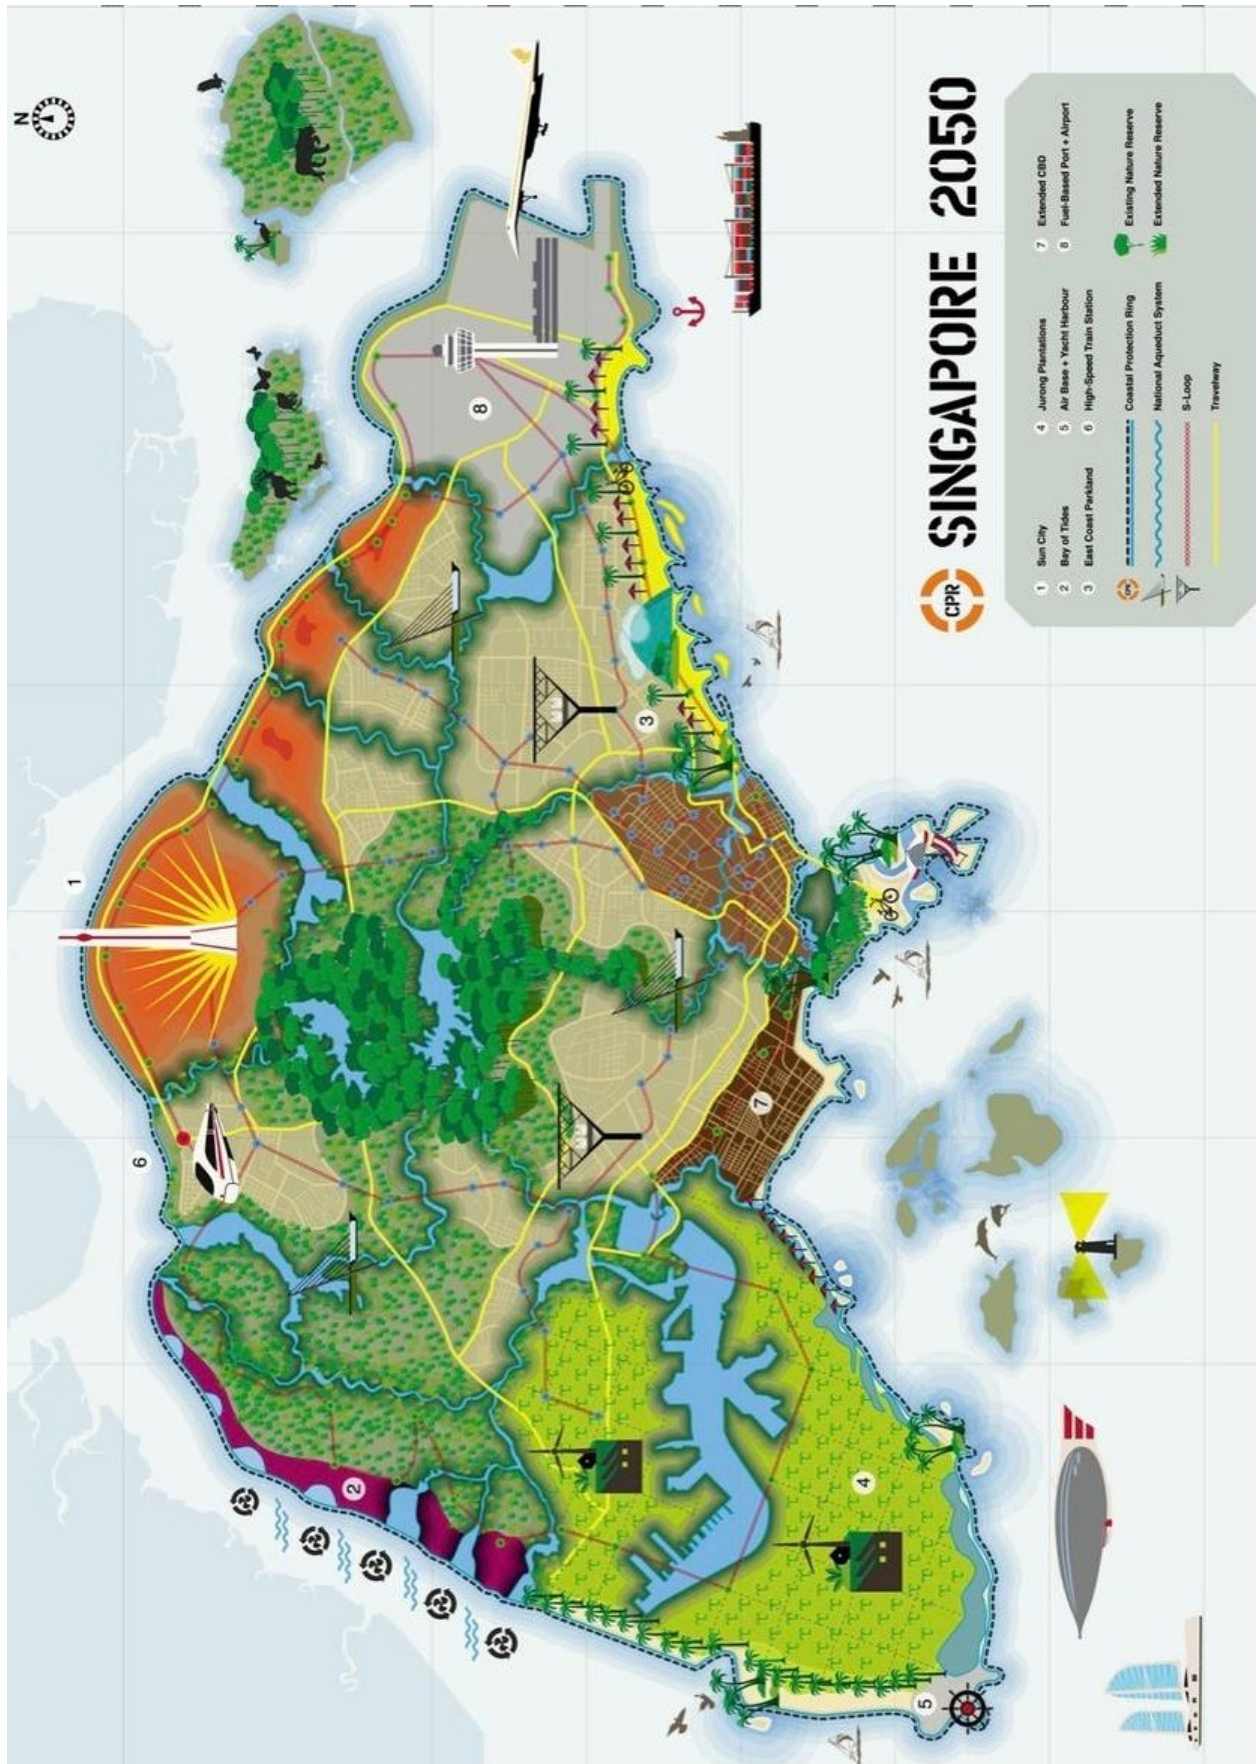 N
SINGAPORE 2050
CPR
1 Sun City
2 Bay of Tides
3 East Coast Parkland
4 Jurong Plantations
5 Air Base + Yacht Harbour
6 High-Speed Train Station
7 Extended CBD
8 Fuel-Based Port + Airport
CPR Coastal Protection Ring
National Aqueduct System
S-Loop
Travelway
Existing Nature Reserve
Extended Nature Reserve
1
2
3
4
5
6
7
8